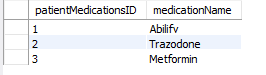 patientMedicationsID medicationName
1 Abilifv
2 Trazodone
3 Metformin